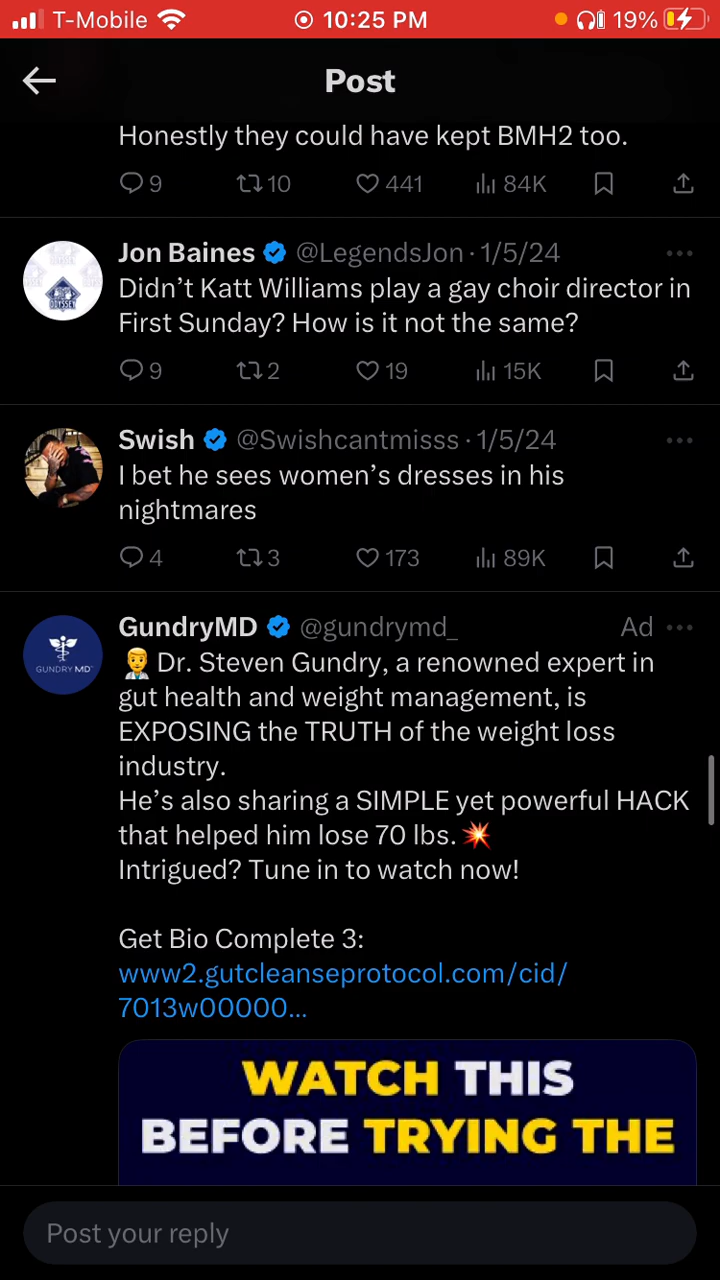 T-Mobile 10:25 PM 19%
Post
Honestly they could have kept BMH2 too.
9 10 441 84K
Jon Baines @LegendsJon · 1/5/24
Didn’t Katt Williams play a gay choir director in
First Sunday? How is it not the same?
9 2 19 15K
Swish @Swishcantmisss · 1/5/24
I bet he sees women’s dresses in his
nightmares
4 3 173 89K
GUNDRY MD
GundryMD @gundrymd_ Ad
Dr. Steven Gundry, a renowned expert in
gut health and weight management, is
EXPOSING the TRUTH of the weight loss
industry.
He’s also sharing a SIMPLE yet powerful HACK
that helped him lose 70 lbs. 💥
Intrigued? Tune in to watch now!
Get Bio Complete 3:
www2.gutcleanseprotocol.com/cid/
7013w00000...
WATCH THIS
BEFORE TRYING THE
Post your reply